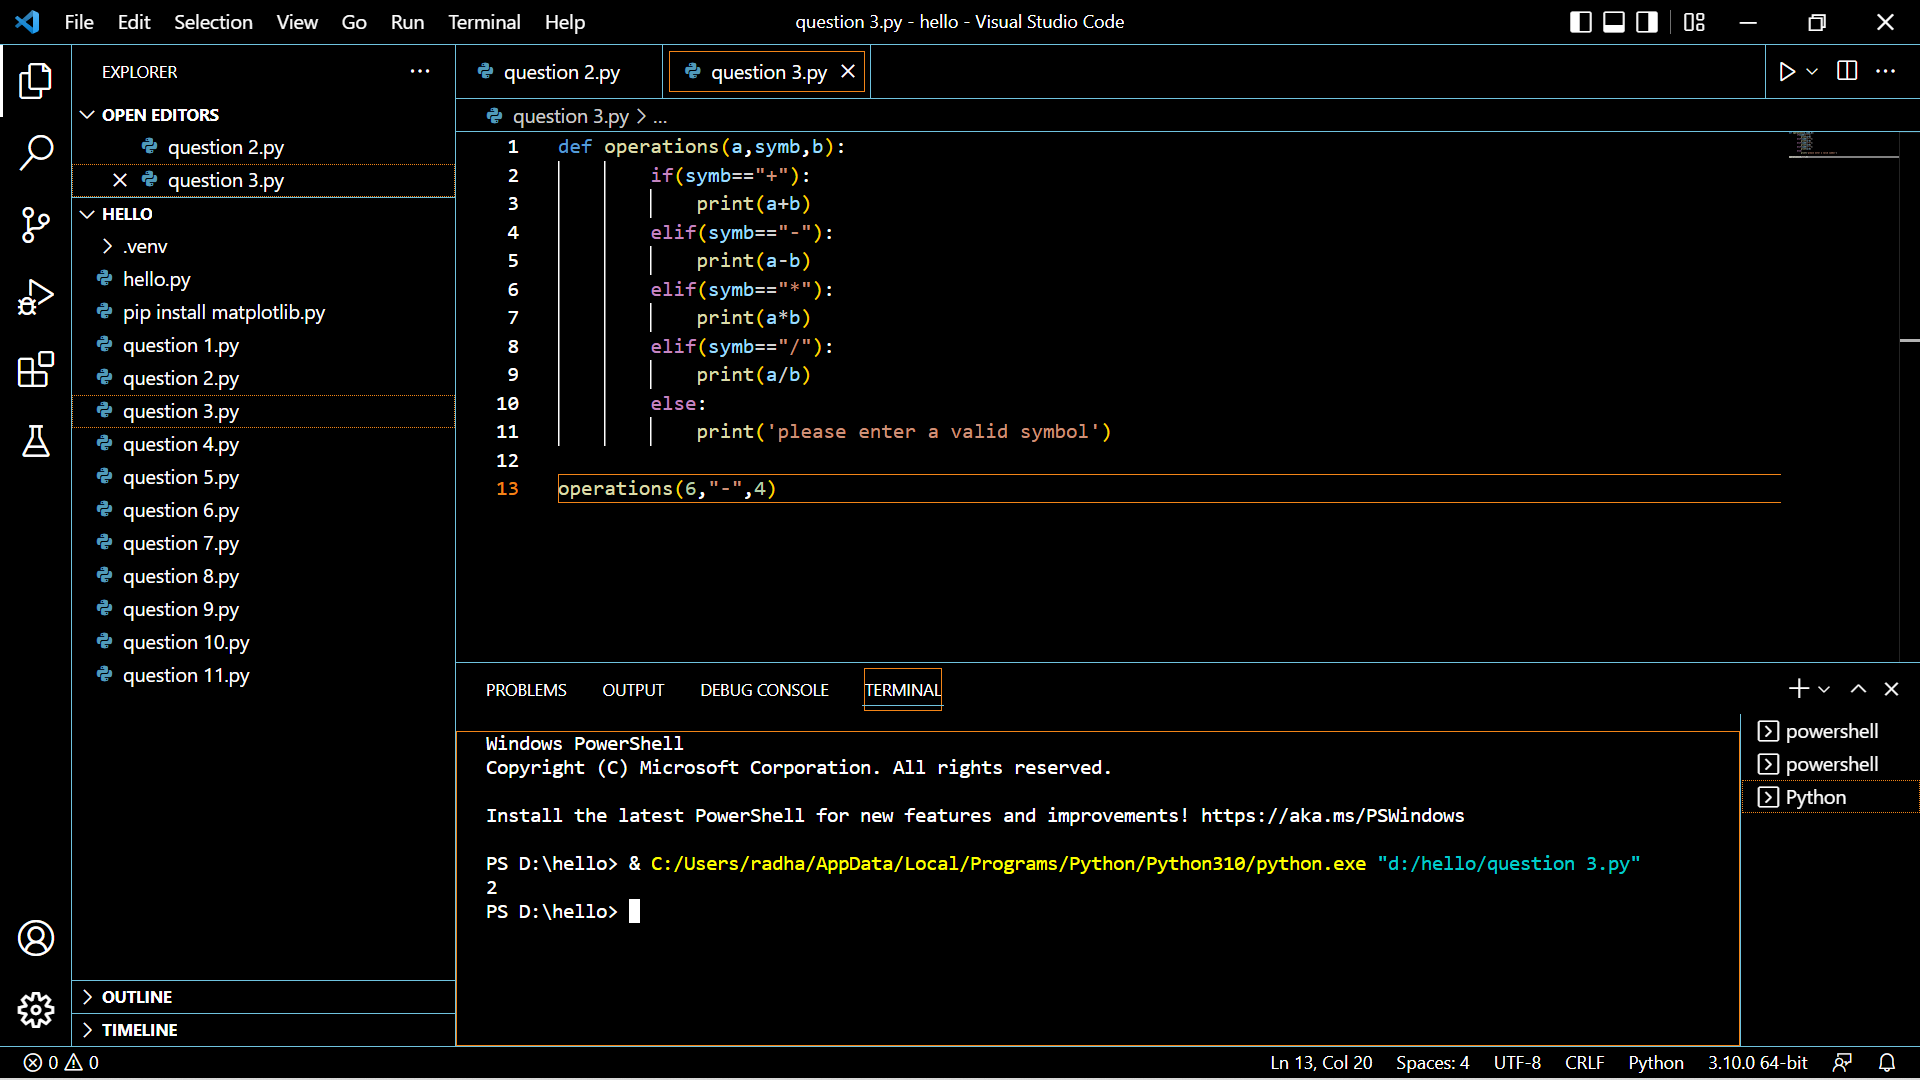 File Edit Selection View Go Run Terminal Help question 3.py - hello - Visual Studio Code
EXPLORER
OPEN EDITORS
question 2.py
question 3.py
HELLO
.venv
hello.py
pip install matplotlib.py
question 1.py
question 2.py
question 3.py
question 4.py
question 5.py
question 6.py
question 7.py
question 8.py
question 9.py
question 10.py
question 11.py
OUTLINE
TIMELINE
question 2.py question 3.py
question 3.py > ...
1 def operations(a,symb,b):
2 if(symb=="+"):
3 print(a+b)
4 elif(symb=="-"):
5 print(a-b)
6 elif(symb=="*"):
7 print(a*b)
8 elif(symb=="/"):
9 print(a/b)
10 else:
11 print('please enter a valid symbol')
12
13 operations(6,"-",4)
PROBLEMS OUTPUT DEBUG CONSOLE TERMINAL
Windows PowerShell
Copyright (C) Microsoft Corporation. All rights reserved.
Install the latest PowerShell for new features and improvements! https://aka.ms/PSWindows
PS D:\hello> & C:/Users/radha/AppData/Local/Programs/Python/Python310/python.exe "d:/hello/question 3.py"
2
PS D:\hello>
powershell
powershell
Python
0 0 Ln 13, Col 20 Spaces: 4 UTF-8 CRLF Python 3.10.0 64-bit